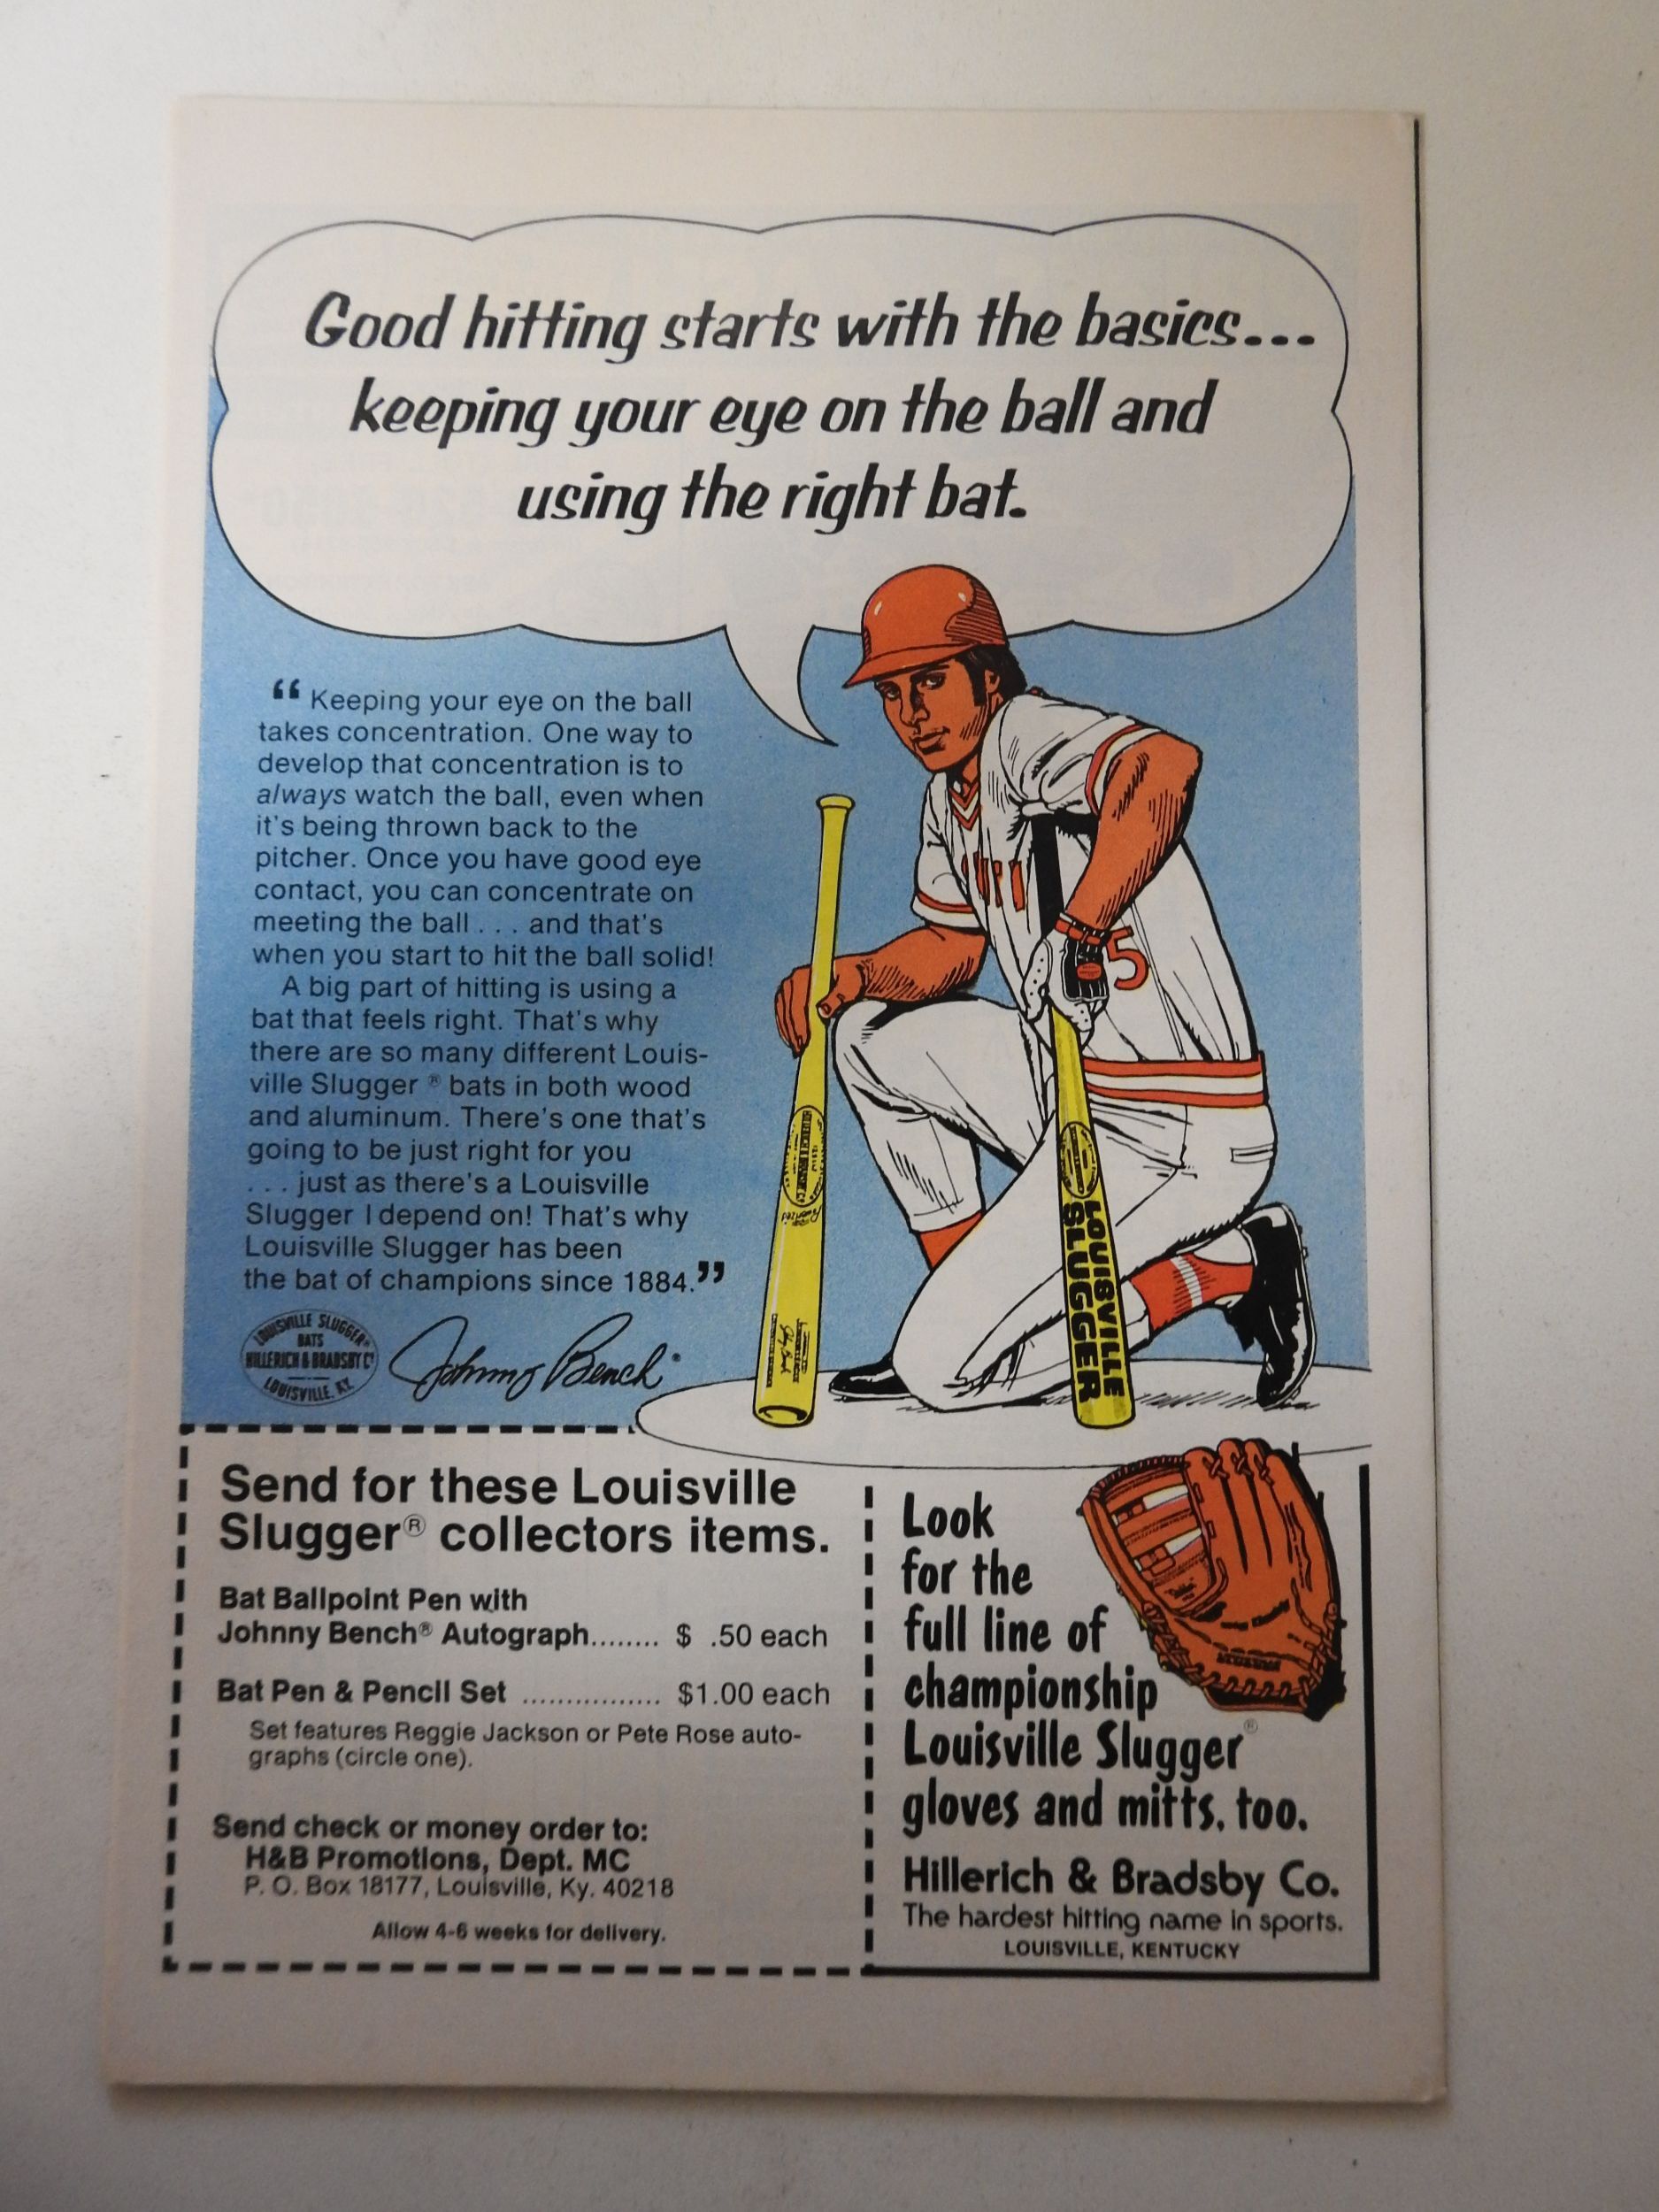 Good hitting starts with the basics...
keeping your eye on the ball and
using the right bat.
“ Keeping your eye on the ball
takes concentration. One way to
develop that concentration is to
always watch the ball, even when
it's being thrown back to the
pitcher. Once you have good eye
contact, you can concentrate on
meeting the ball . . . and that's
when you start to hit the ball solid!
A big part of hitting is using a
bat that feels right. That's why
there are so many different Louis-
ville Slugger ® bats in both wood
and aluminum. There's one that's
going to be just right for you
. . . just as there's a Louisville
Slugger I depend on! That's why
Louisville Slugger has been
the bat of champions since 1884.”
LOUISVILLE SLUGGER®
BATS
HILLERICH & BRADSBY Cº
LOUISVILLE, KY.
Johnny Bench
5
LOUISVILLE
SLUGGER
Send for these Louisville
Slugger® collectors items.
Bat Ballpoint Pen with
Johnny Bench® Autograph........ $ .50 each
Bat Pen & Pencil Set ................ $1.00 each
Set features Reggie Jackson or Pete Rose auto-
graphs (circle one).
Send check or money order to:
H&B Promotions, Dept. MC
P. O. Box 18177, Louisville, Ky. 40218
Allow 4-6 weeks for delivery.
Look
for the
full line of
championship
Louisville Slugger®
gloves and mitts, too.
Hillerich & Bradsby Co.
The hardest hitting name in sports.
LOUISVILLE, KENTUCKY